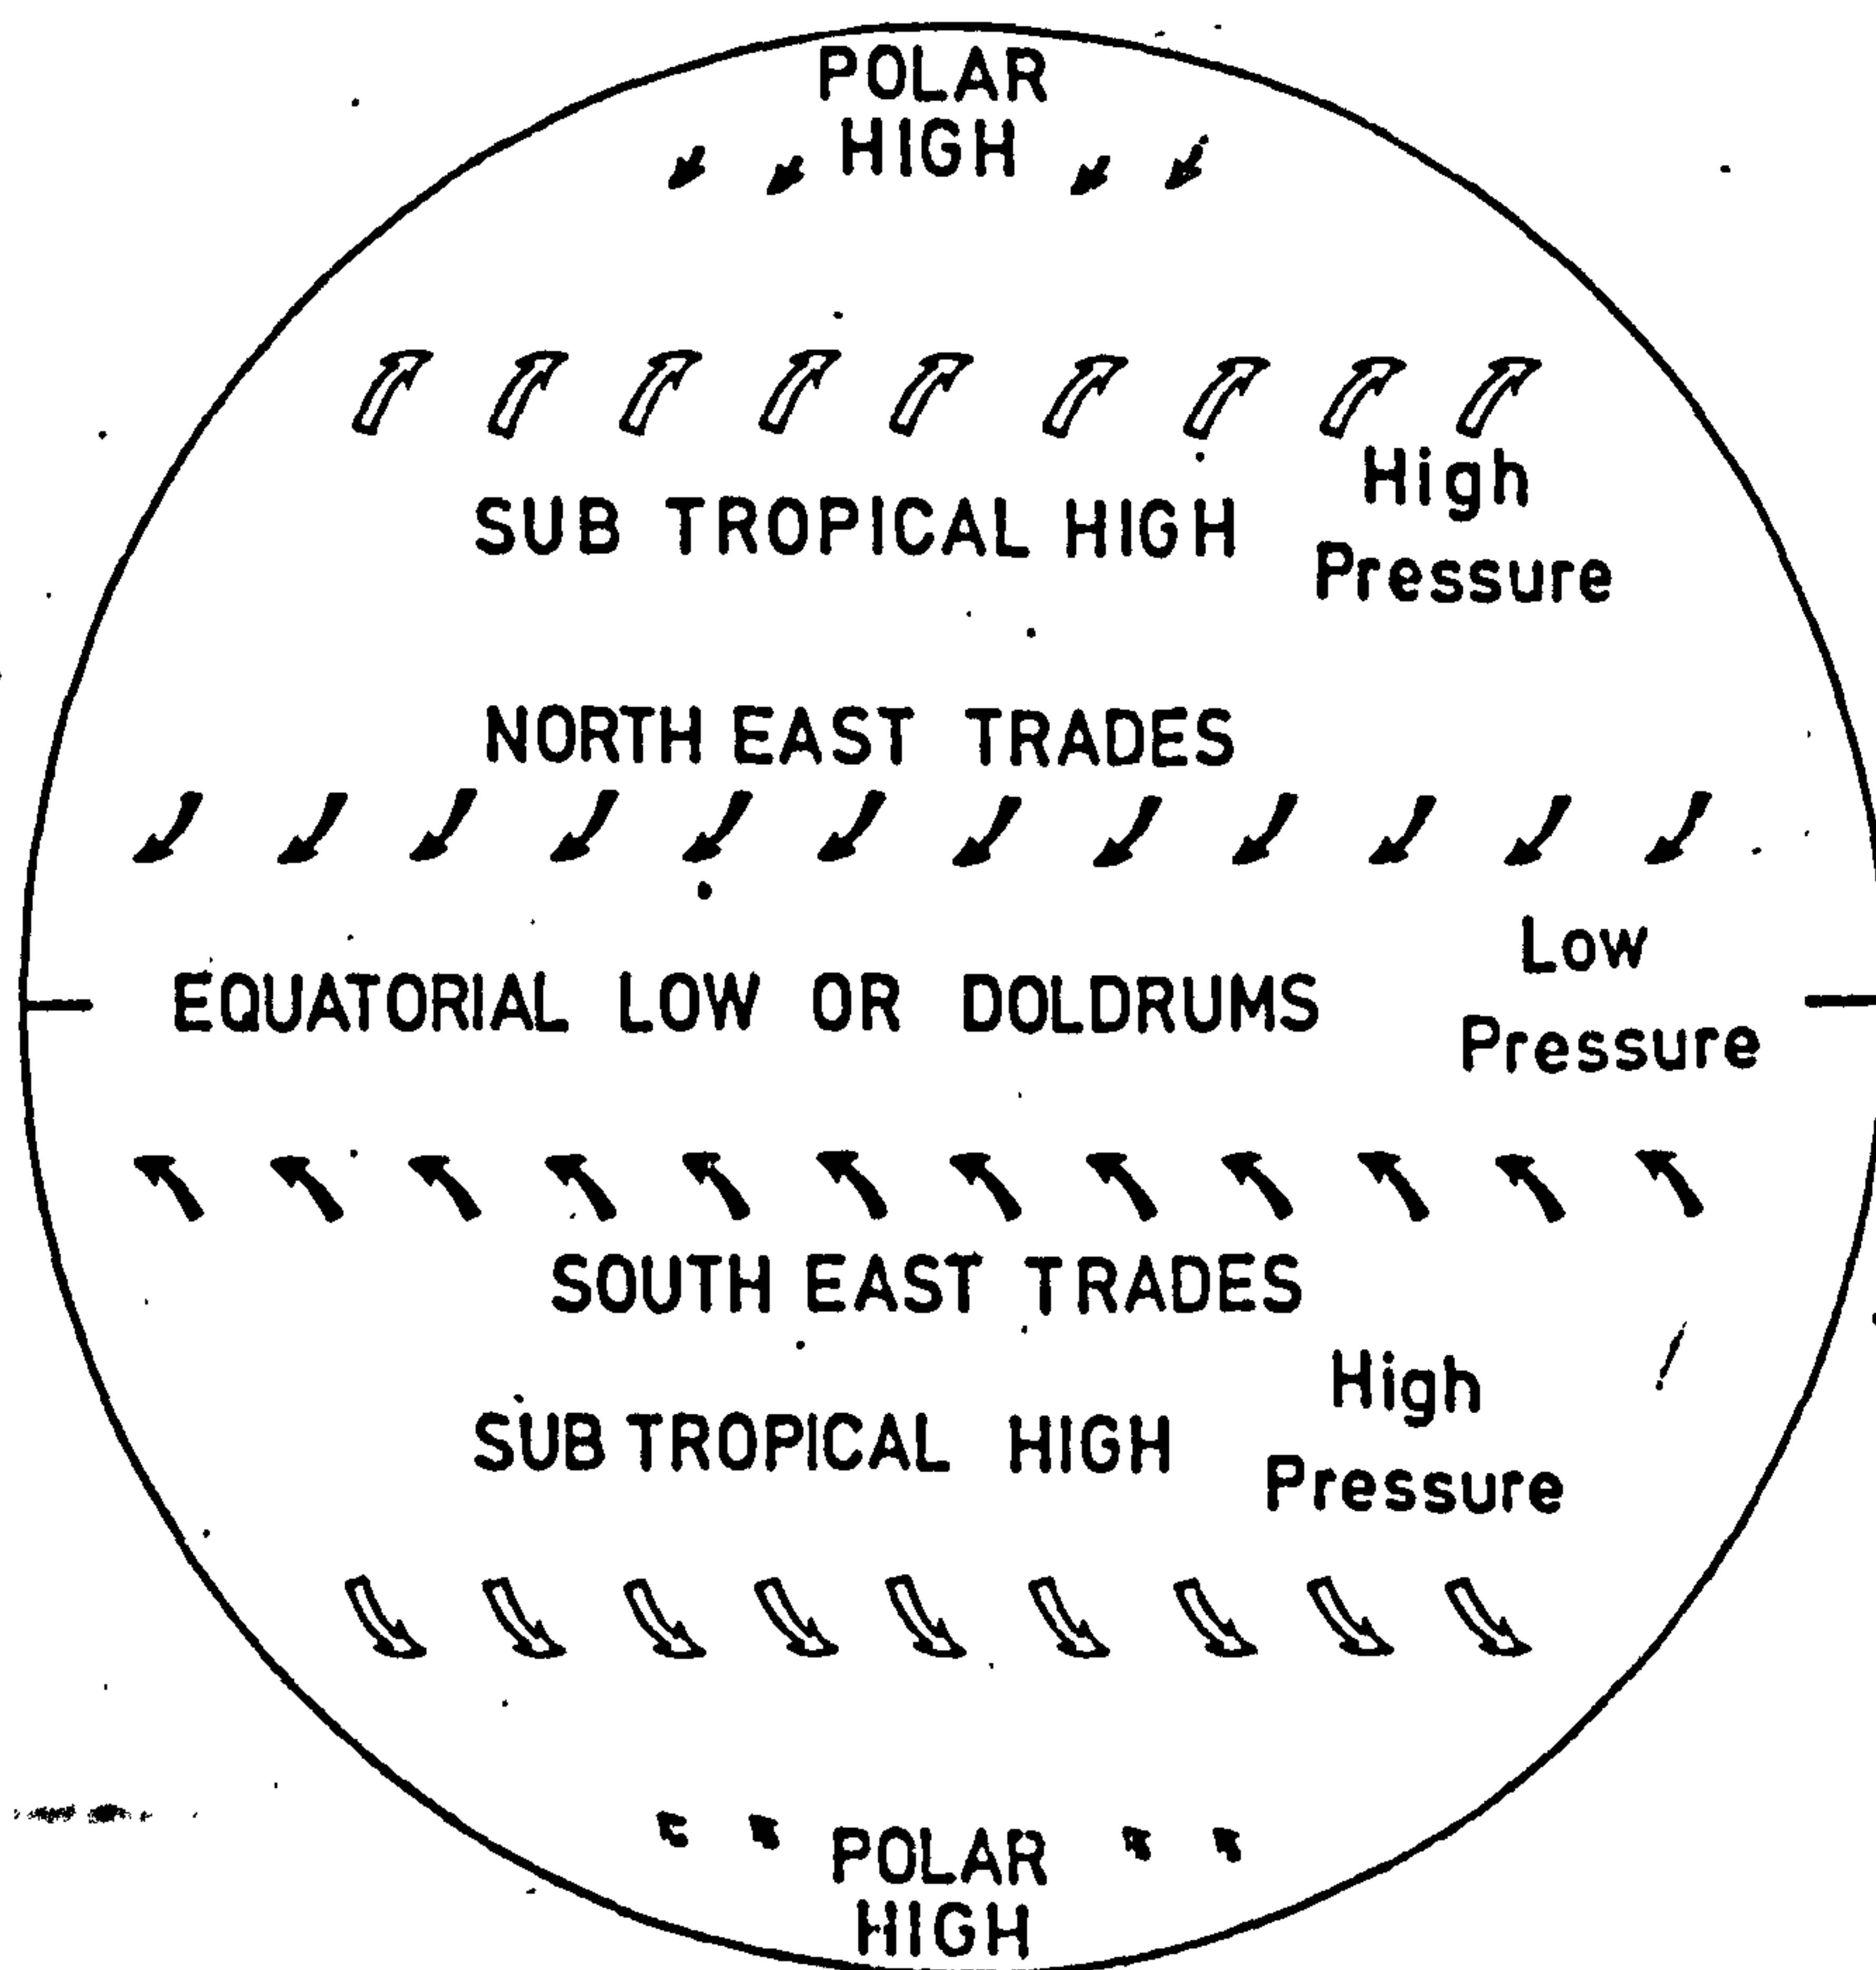 POLAR
HIGH
High
SUB TROPICAL HIGH
Pressure
NORTH EAST TRADES
Low
EQUATORIAL LOW OR DOLDRUMS
Pressure
SOUTH EAST TRADES
High
SUB TROPICAL HIGH
Pressure
POLAR
HIGH